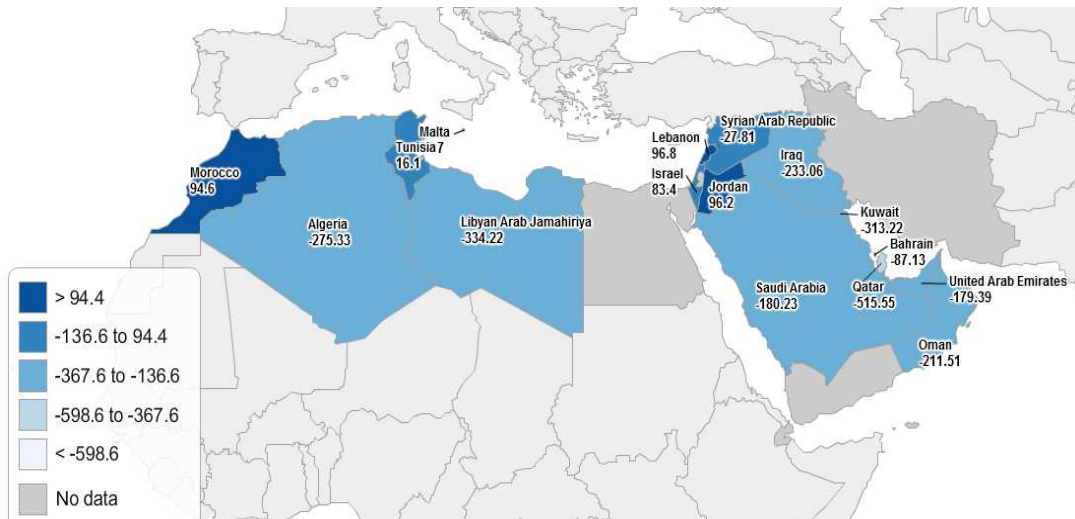 Malta
Tunisia7
16.1
Morocco
94.6
Algeria
-275.33
Libyan Arab Jamahiriya
-334.22
Syrian Arab Republic
-27.81
Lebanon
96.8
Israel
83.4
Jordan
96.2
Iraq
-233.06
Kuwait
-313.22
Bahrain
-87.13
Qatar
-515.55
United Arab Emirates
-179.39
Saudi Arabia
-180.23
Oman
-211.51
> 94.4
-136.6 to 94.4
-367.6 to -136.6
-598.6 to -367.6
< -598.6
No data